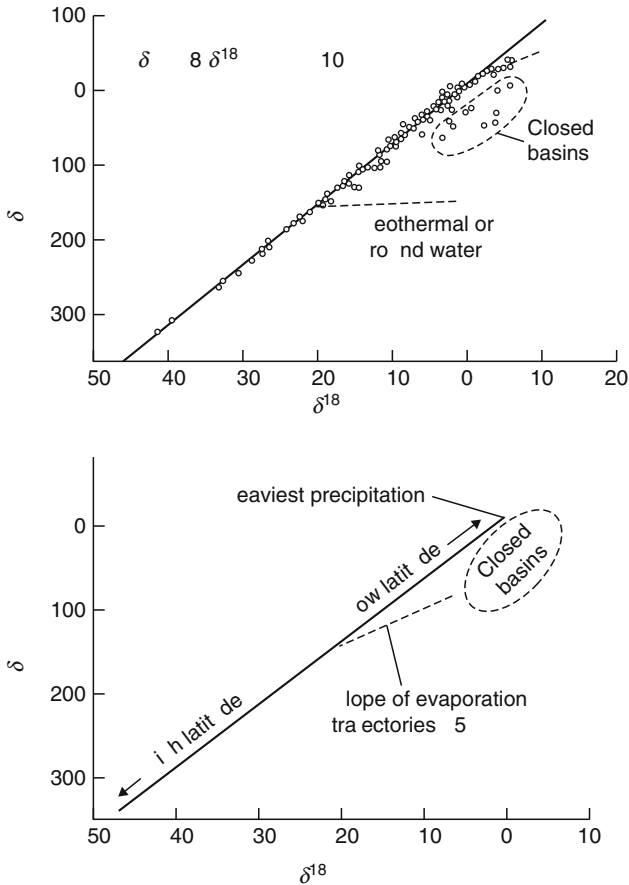 100
δ 8 δ18 10
0
Closed
basins
100
δ
eothermal or
200
ro nd water
300
50 40 30 20 10 0 10 20
δ18
eaviest precipitation
0
Closed
basins
ow latit de
100
δ
200
lope of evaporation
tra ectories 5
i h latit de
300
50 40 30 20 10 0 10
δ18